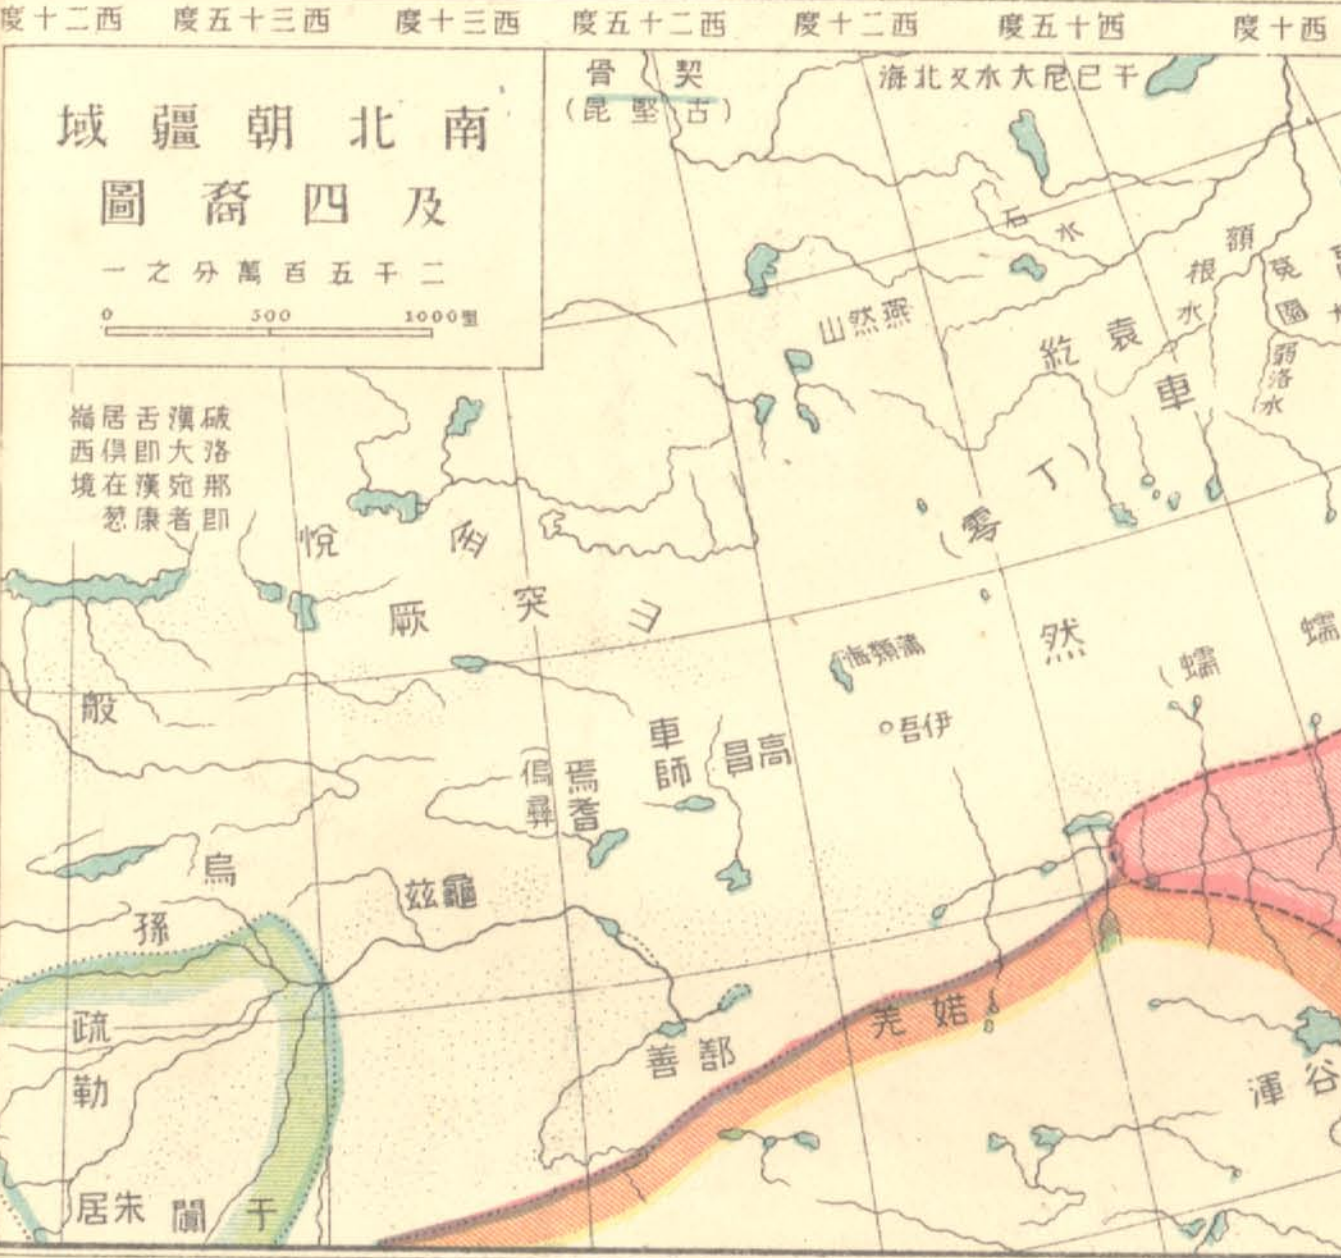 西十度
西十五度
西二十度
西二十五度
西三十度
西三十五度
西二十度
南北朝疆域
及四裔圖
二千五百萬分之一
0 500 1000里
契骨
(古堅昆)
于巳尼大水又北海
石水
額根水
菟園
弱洛水
燕然山
袁紇
車
(丁零)
破洛那即
漢大宛者
舌即漢康
居俱在葱
嶺西境
悅
突厥
蒲類海
然
蠕
(蠕
伊吾
般
車師
高昌
焉耆
烏孫
龜茲
疏勒
鄯善
婼羌
谷渾
朱居
于闐